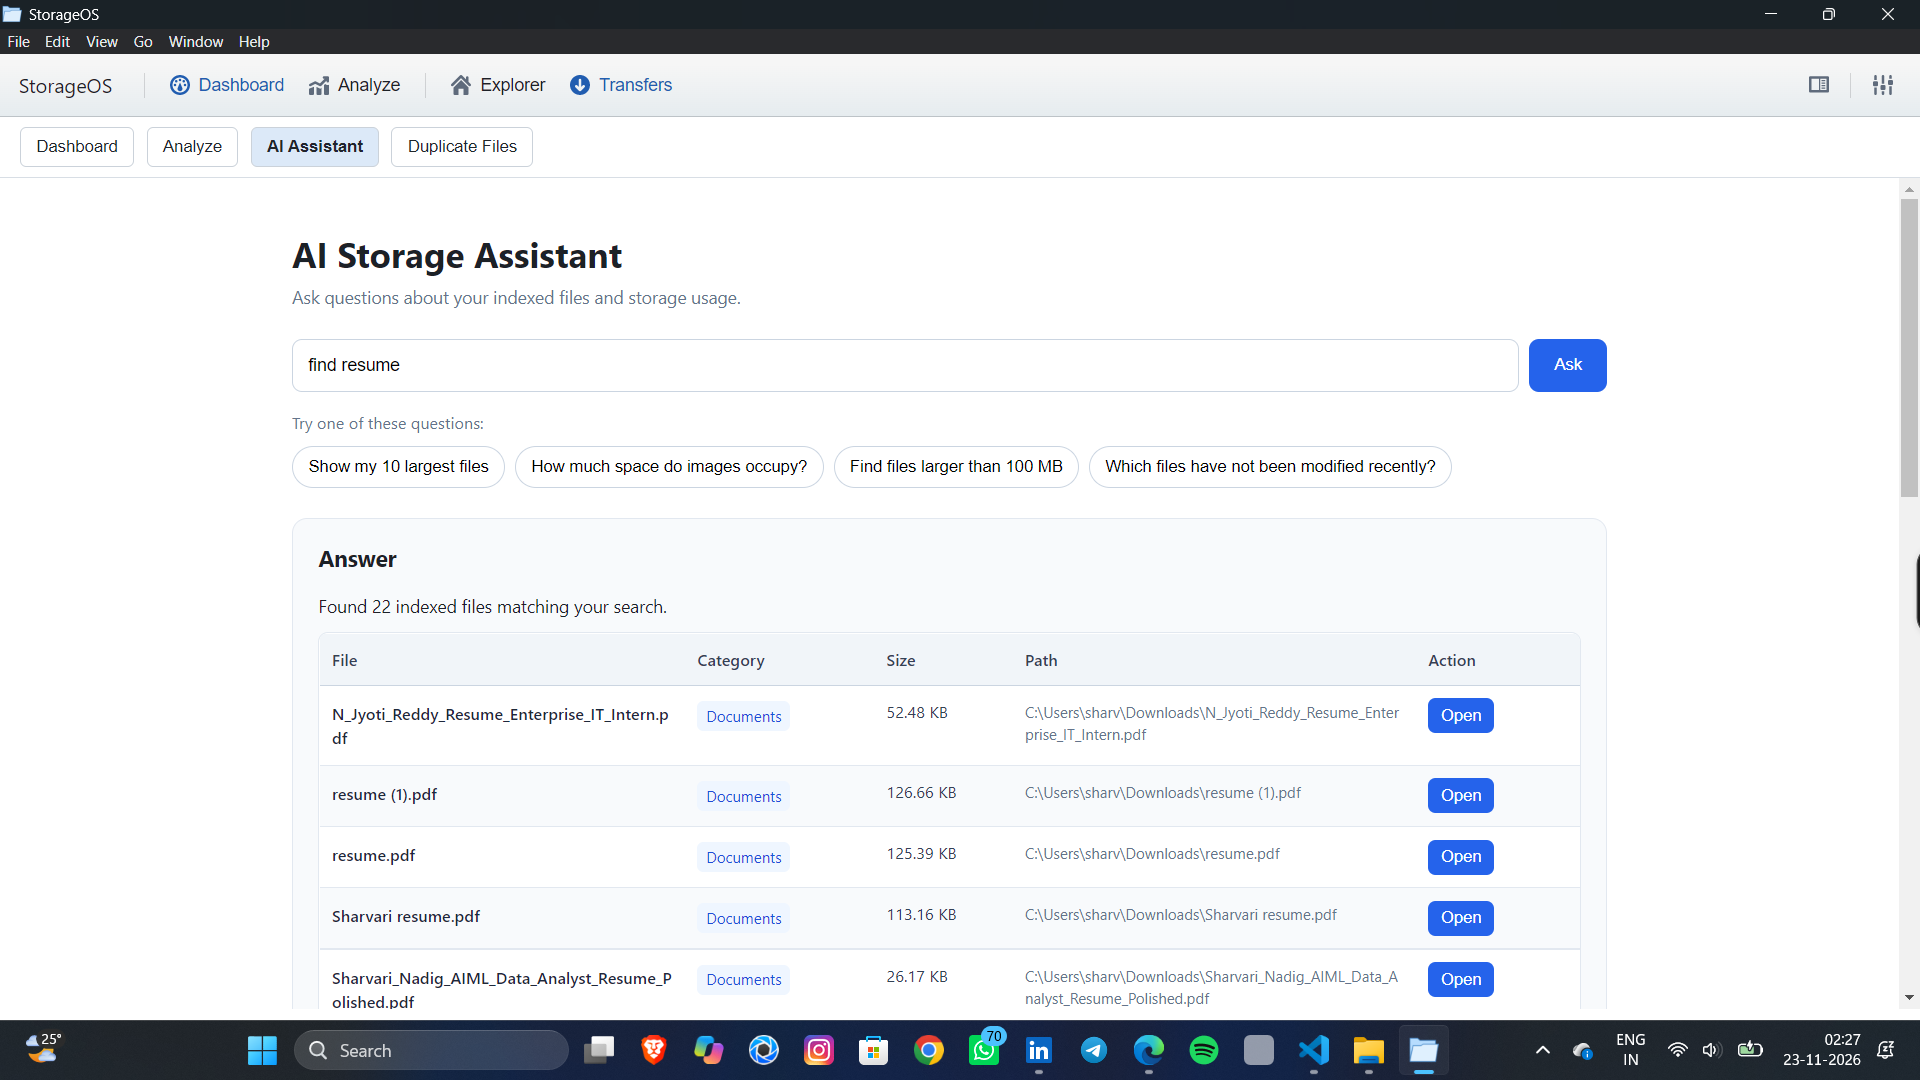 StorageOS
File Edit View Go Window Help
StorageOS Dashboard Analyze Explorer Transfers
Dashboard Analyze AI Assistant Duplicate Files
AI Storage Assistant
Ask questions about your indexed files and storage usage.
find resume Ask
Try one of these questions:
Show my 10 largest files How much space do images occupy? Find files larger than 100 MB Which files have not been modified recently?
Answer
Found 22 indexed files matching your search.
File Category Size Path Action
N_Jyoti_Reddy_Resume_Enterprise_IT_Intern.p Documents 52.48 KB C:\Users\sharv\Downloads\N_Jyoti_Reddy_Resume_Enter Open
df prise_IT_Intern.pdf
resume (1).pdf Documents 126.66 KB C:\Users\sharv\Downloads\resume (1).pdf Open
resume.pdf Documents 125.39 KB C:\Users\sharv\Downloads\resume.pdf Open
Sharvari resume.pdf Documents 113.16 KB C:\Users\sharv\Downloads\Sharvari resume.pdf Open
Sharvari_Nadig_AIML_Data_Analyst_Resume_P Documents 26.17 KB C:\Users\sharv\Downloads\Sharvari_Nadig_AIML_Data_A Open
olished.pdf nalyst_Resume_Polished.pdf
25° Search 70 in ENG 02:27
IN 23-11-2026